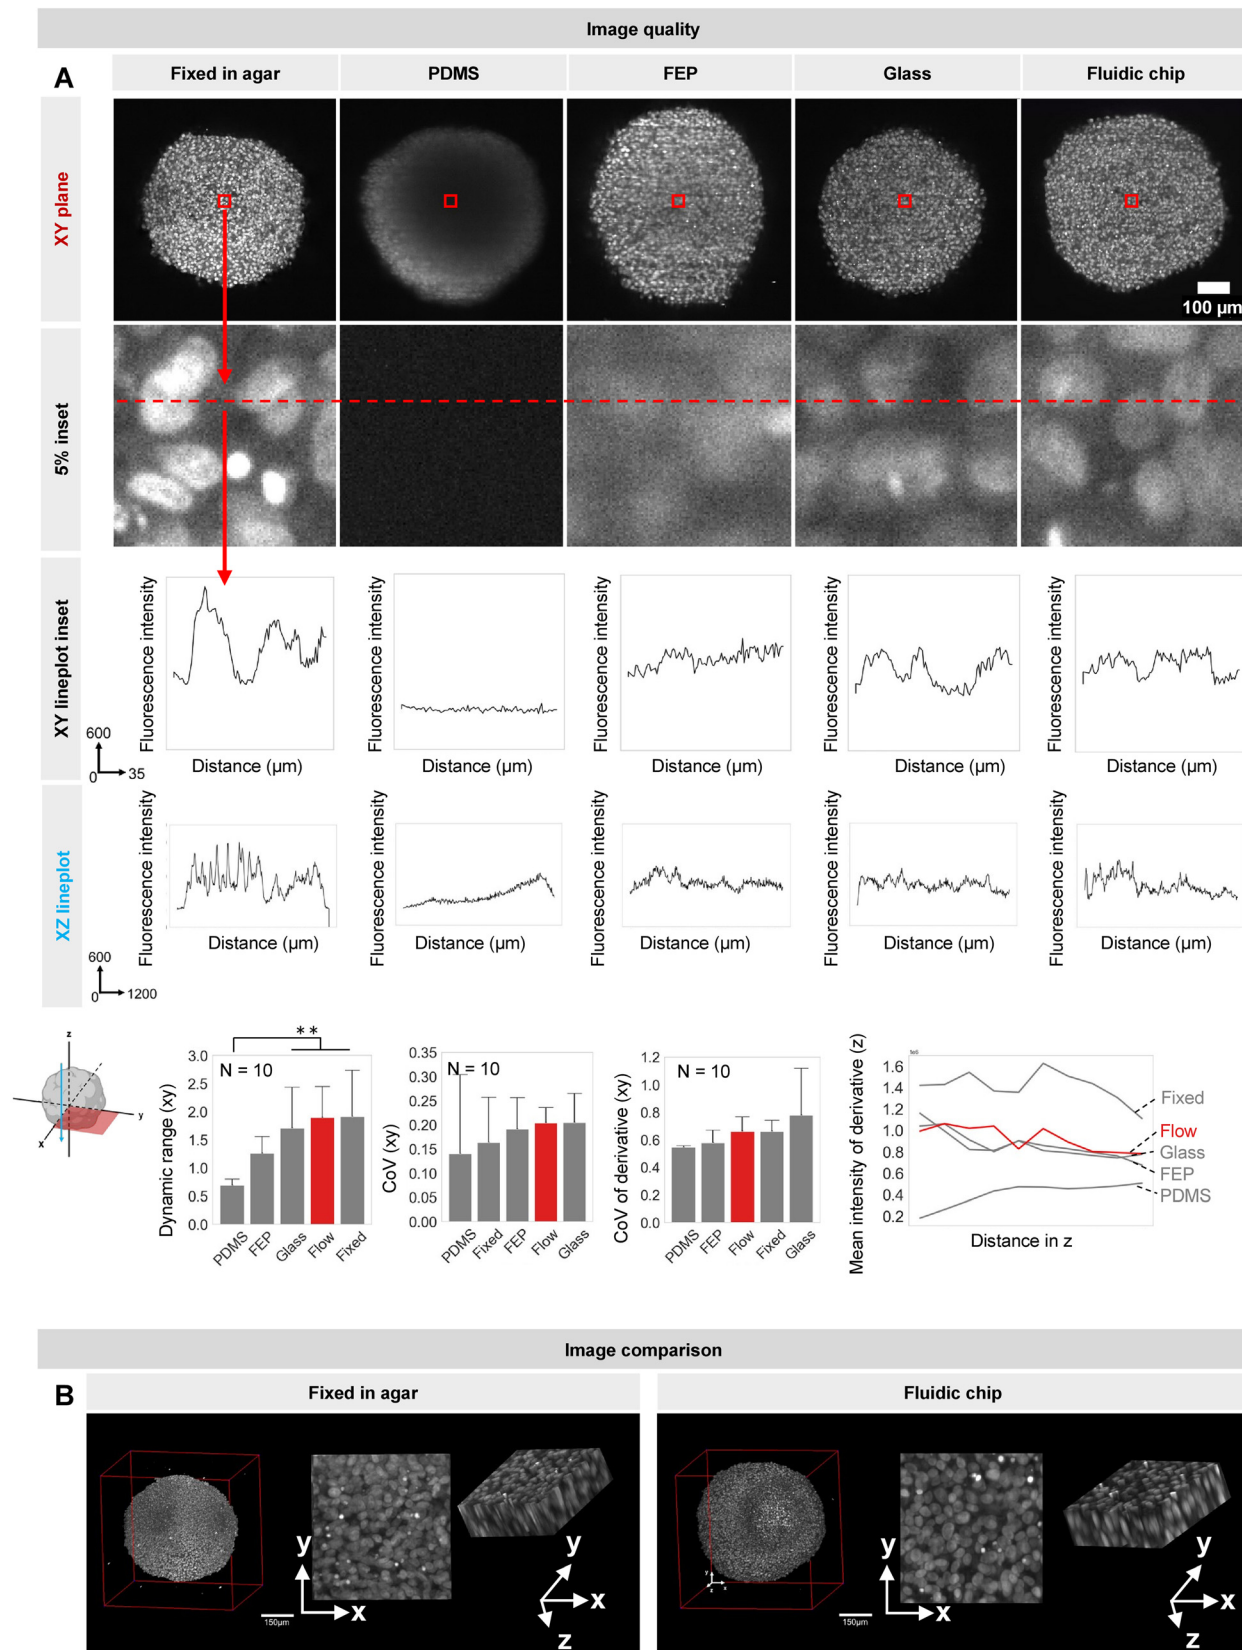 Image quality
A
Fixed in agar PDMS FEP Glass Fluidic chip
XY plane
100 µm
5% inset
XY lineplot inset
600
0
35
Fluorescence intensity
Distance (µm)
Fluorescence intensity
Distance (µm)
Fluorescence intensity
Distance (µm)
Fluorescence intensity
Distance (µm)
Fluorescence intensity
Distance (µm)
XZ lineplot
600
0
1200
Fluorescence intensity
Distance (µm)
Fluorescence intensity
Distance (µm)
Fluorescence intensity
Distance (µm)
Fluorescence intensity
Distance (µm)
Fluorescence intensity
Distance (µm)
z
y
x
Dynamic range (xy)
3.0
2.5
2.0
1.5
1.0
0.5
0.0
**
N = 10
PDMS FEP Glass Flow Fixed
CoV (xy)
0.35
0.30
0.25
0.20
0.15
0.10
0.05
0.00
N = 10
PDMS Fixed FEP Flow Glass
CoV of derivative (xy)
1.2
1.0
0.8
0.6
0.4
0.2
0.0
N = 10
PDMS FEP Flow Fixed Glass
Mean intensity of derivative (z)
1e6
1.6
1.4
1.2
1.0
0.8
0.6
0.4
0.2
Fixed
Flow
Glass
FEP
PDMS
Distance in z
Image comparison
B
Fixed in agar Fluidic chip
150µm
y
x
y
x
z
y
x
z
150µm
y
x
y
x
z